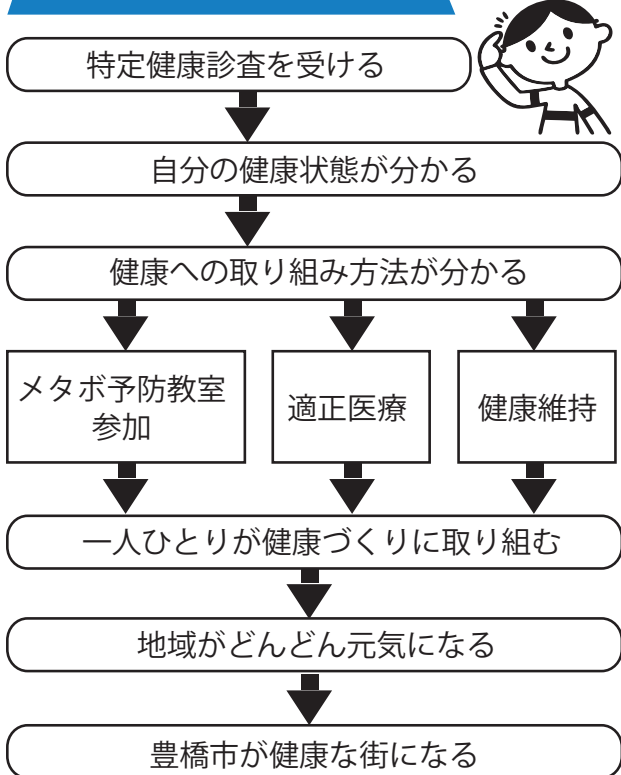 特定健康診査を受ける
自分の健康状態が分かる
健康への取り組み方法が分かる
メタボ予防教室
参加
適正医療
健康維持
一人ひとりが健康づくりに取り組む
地域がどんどん元気になる
豊橋市が健康な街になる